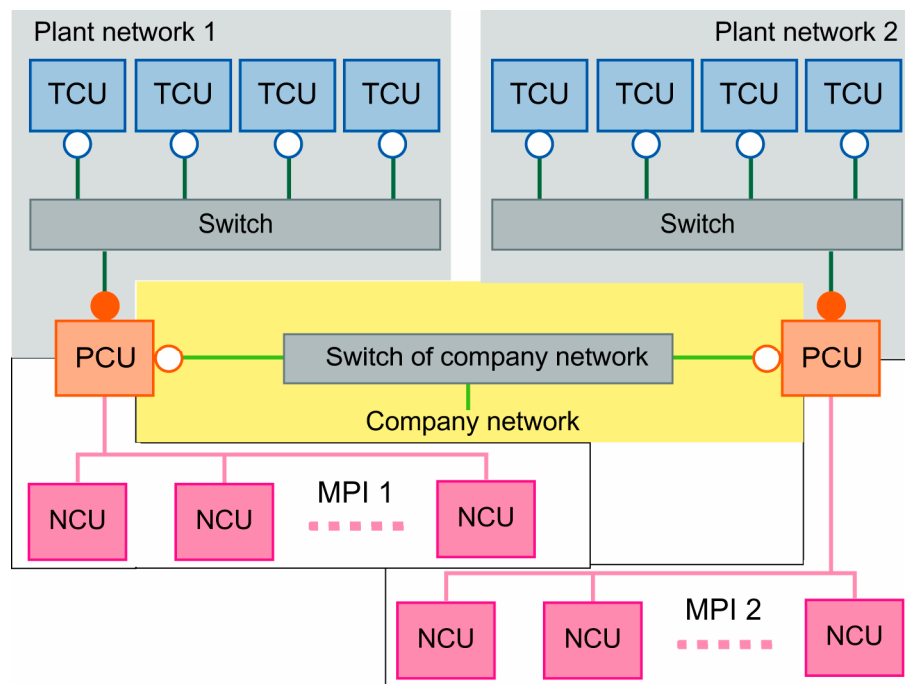 Plant network 1
Plant network 2
TCU TCU TCU TCU
TCU TCU TCU TCU
Switch
Switch
PCU
Switch of company network
PCU
Company network
NCU NCU MPI 1 NCU
NCU NCU MPI 2 NCU